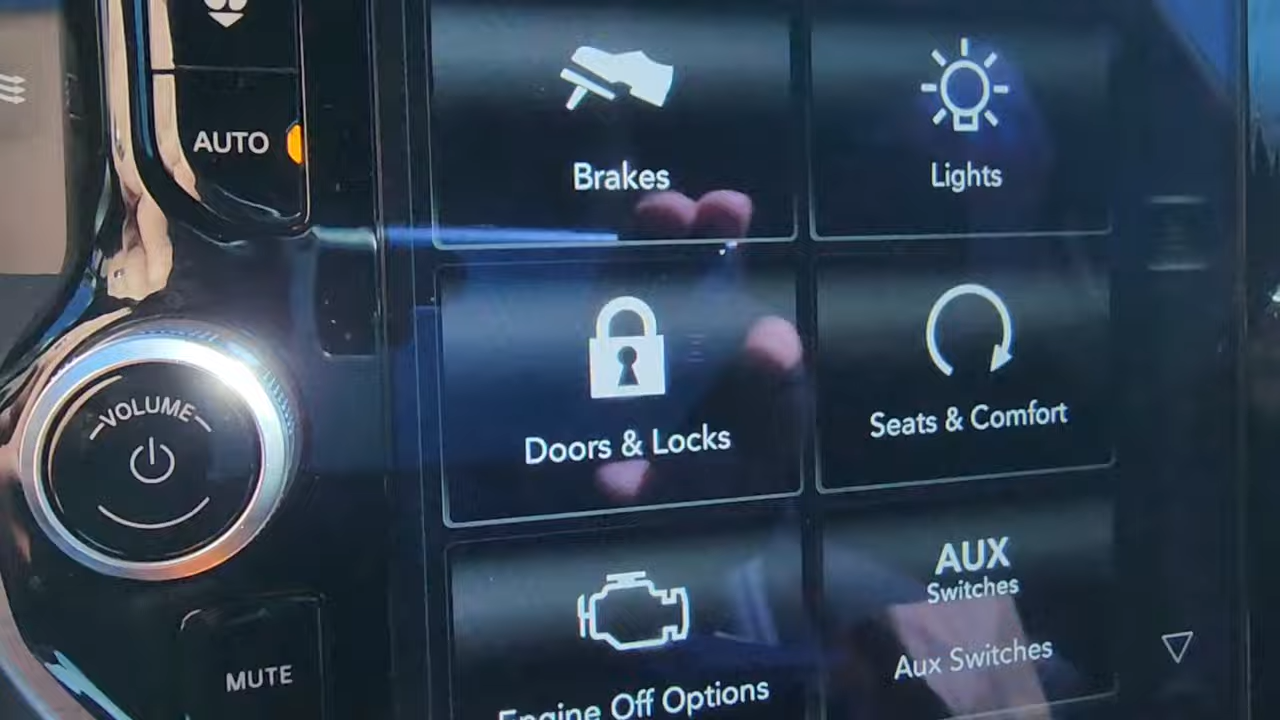 AUTO
Brakes
Lights
VOLUME
Doors & Locks
Seats & Comfort
MUTE
AUX
Switches
Aux Switches
Engine Off Options